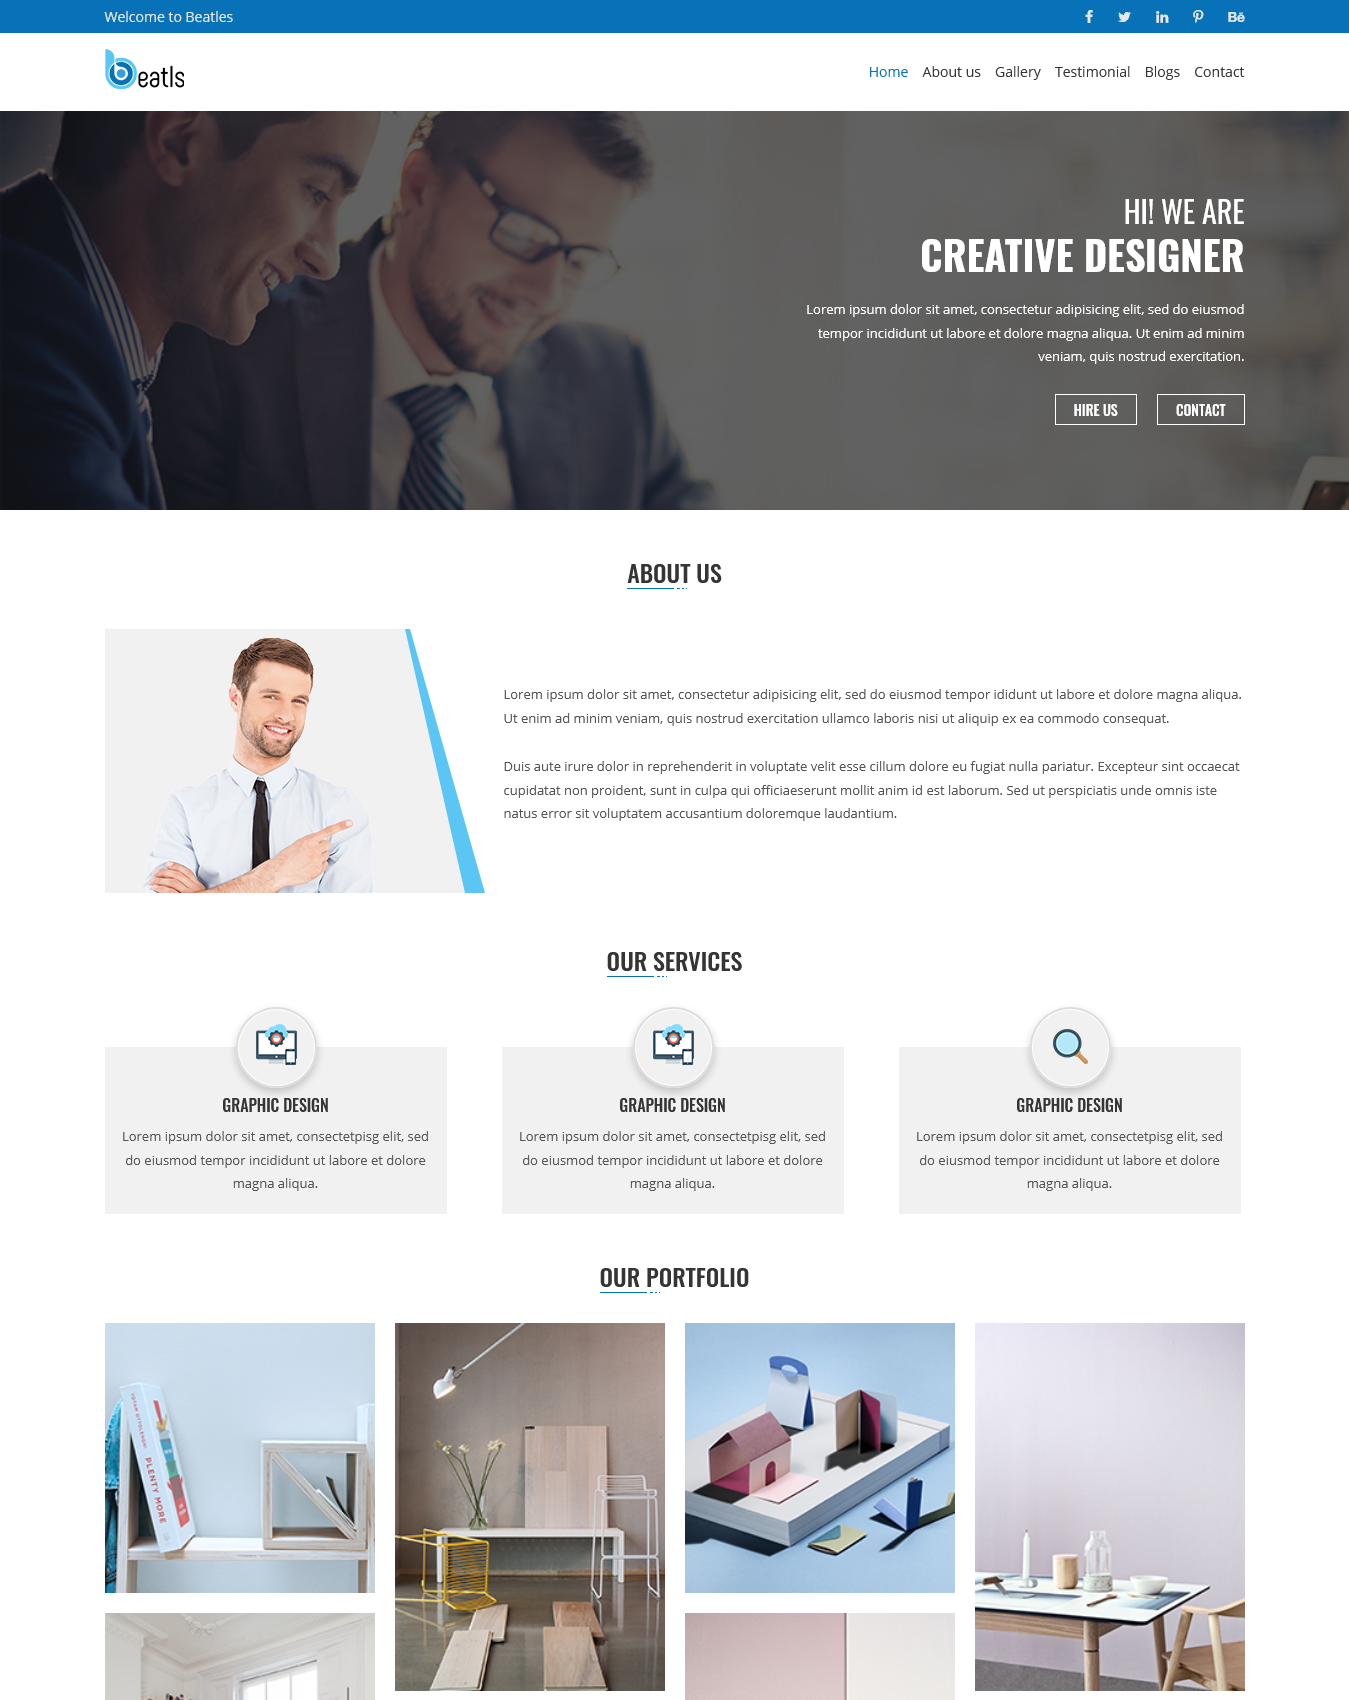 Welcome to Beatles
beatls
Home About us Gallery Testimonial Blogs Contact
HI! WE ARE
CREATIVE DESIGNER
Lorem ipsum dolor sit amet, consectetur adipisicing elit, sed do eiusmod
tempor incididunt ut labore et dolore magna aliqua. Ut enim ad minim
veniam, quis nostrud exercitation.
HIRE US
CONTACT
ABOUT US
Lorem ipsum dolor sit amet, consectetur adipisicing elit, sed do eiusmod tempor ididunt ut labore et dolore magna aliqua.
Ut enim ad minim veniam, quis nostrud exercitation ullamco laboris nisi ut aliquip ex ea commodo consequat.
Duis aute irure dolor in reprehenderit in voluptate velit esse cillum dolore eu fugiat nulla pariatur. Excepteur sint occaecat
cupidatat non proident, sunt in culpa qui officiaeserunt mollit anim id est laborum. Sed ut perspiciatis unde omnis iste
natus error sit voluptatem accusantium doloremque laudantium.
OUR SERVICES
GRAPHIC DESIGN
Lorem ipsum dolor sit amet, consectetpisg elit, sed
do eiusmod tempor incididunt ut labore et dolore
magna aliqua.
GRAPHIC DESIGN
Lorem ipsum dolor sit amet, consectetpisg elit, sed
do eiusmod tempor incididunt ut labore et dolore
magna aliqua.
GRAPHIC DESIGN
Lorem ipsum dolor sit amet, consectetpisg elit, sed
do eiusmod tempor incididunt ut labore et dolore
magna aliqua.
OUR PORTFOLIO
YOTAM OTTOLENGHI
PLENTY MORE